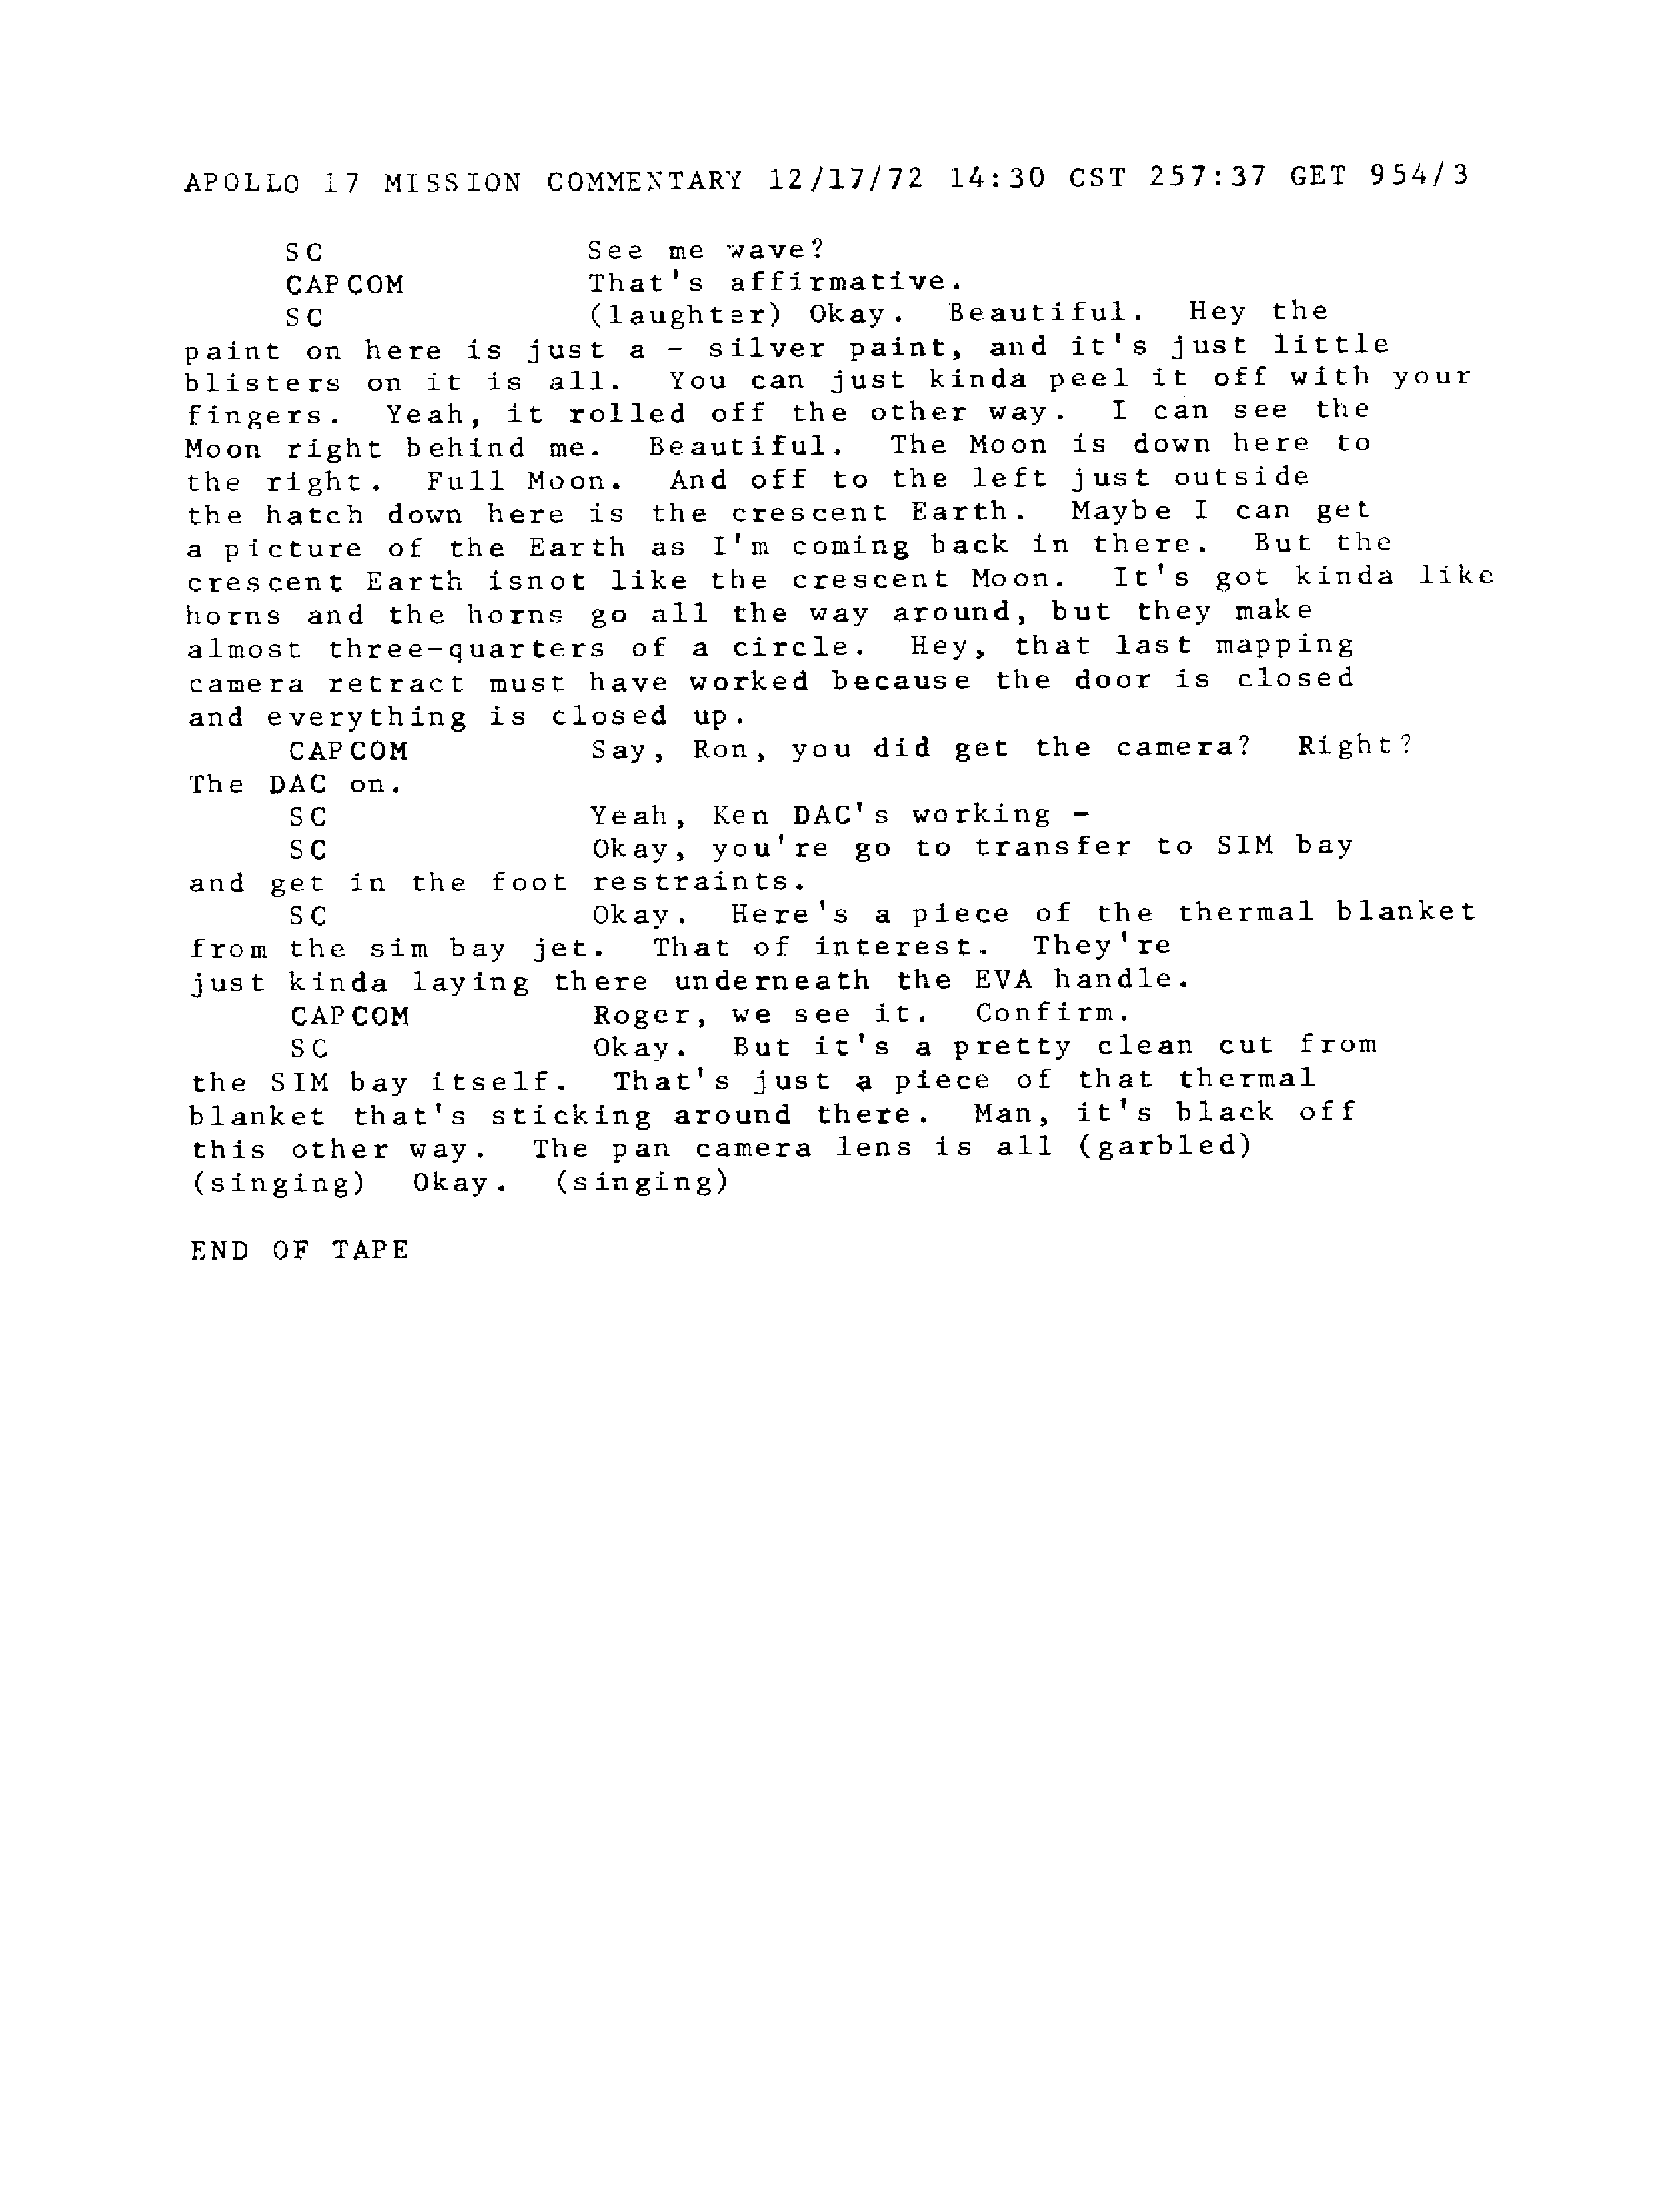 APOLLO 17 MISSION COMMENTARY 12/17/72 14:30 CST 257:37 GET 954/3
SC See me wave?
CAPCOM That's affirmative.
SC (laughter) Okay. Beautiful. Hey the
paint on here is just a - silver paint, and it's just little
blisters on it is all. You can just kinda peel it off with your
fingers. Yeah, it rolled off the other way. I can see the
Moon right behind me. Beautiful. The Moon is down here to
the right. Full Moon. And off to the left just outside
the hatch down here is the crescent Earth. Maybe I can get
a picture of the Earth as I'm coming back in there. But the
crescent Earth isnot like the crescent Moon. It's got kinda like
horns and the horns go all the way around, but they make
almost three-quarters of a circle. Hey, that last mapping
camera retract must have worked because the door is closed
and everything is closed up.
CAPCOM Say, Ron, you did get the camera? Right?
The DAC on.
SC Yeah, Ken DAC's working -
SC Okay, you're go to transfer to SIM bay
and get in the foot restraints.
SC Okay. Here's a piece of the thermal blanket
from the sim bay jet. That of interest. They're
just kinda laying there underneath the EVA handle.
CAPCOM Roger, we see it. Confirm.
SC Okay. But it's a pretty clean cut from
the SIM bay itself. That's just a piece of that thermal
blanket that's sticking around there. Man, it's black off
this other way. The pan camera lens is all (garbled)
(singing) Okay. (singing)
END OF TAPE